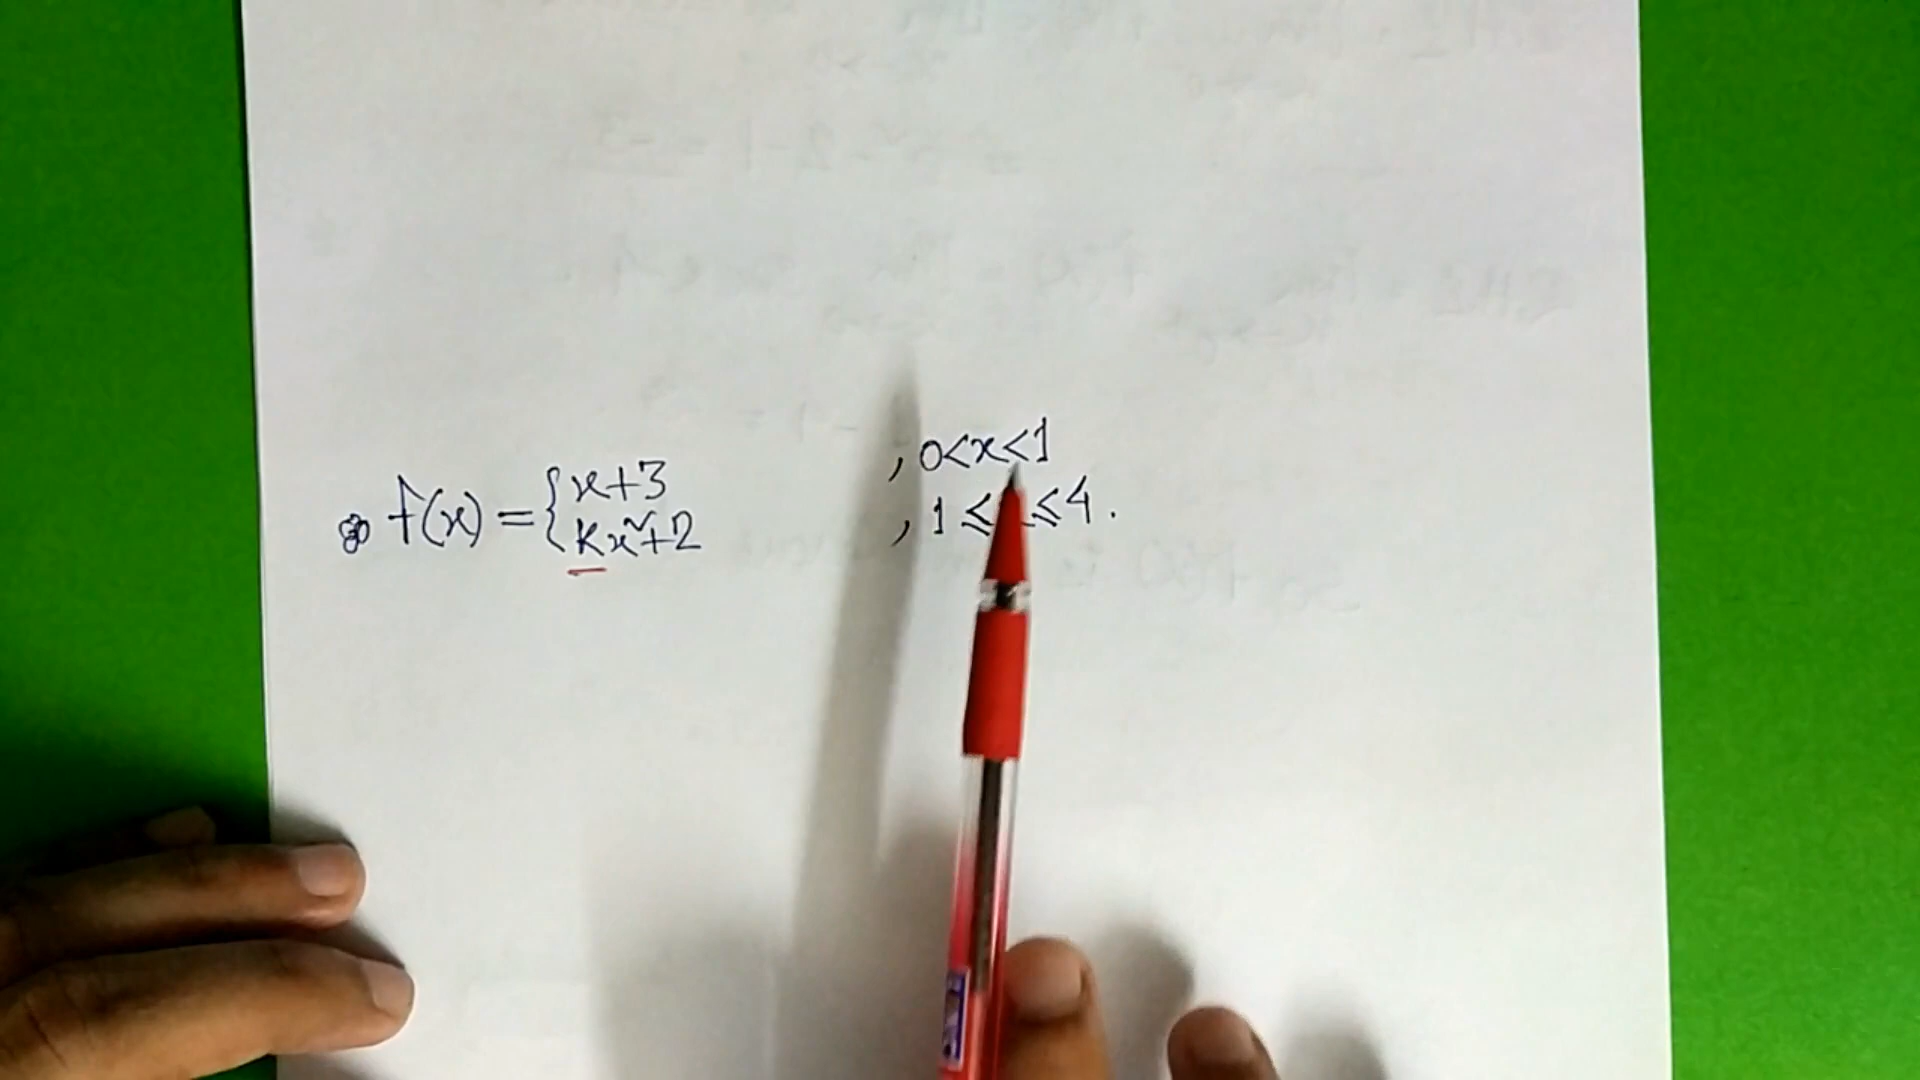 f(x) = { x+3 , 0<x<1
kx²+2 , 1 ≤ x ≤ 4 .